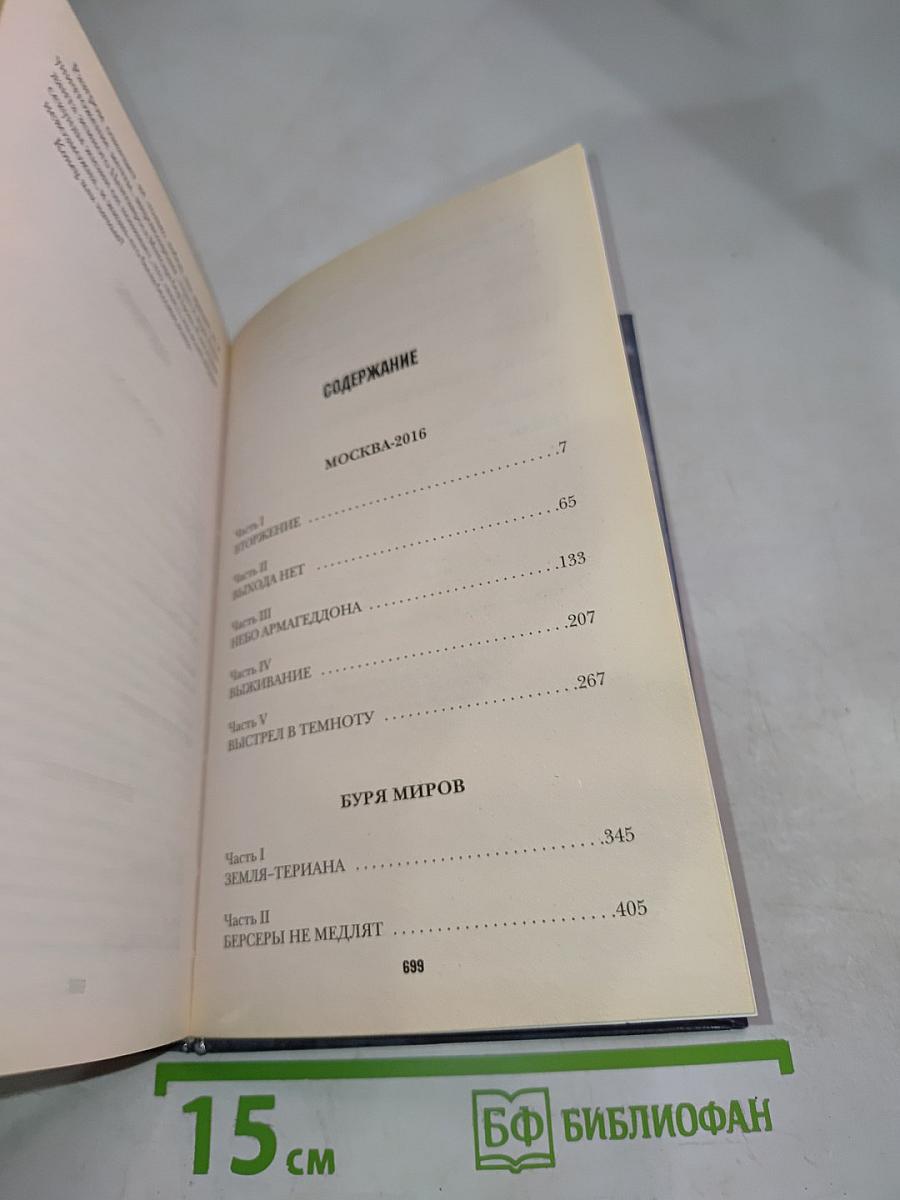 СОДЕРЖАНИЕ
МОСКВА-2016
Часть I
ВТОРЖЕНИЕ ........................................7
Часть II
ВЫХОДА НЕТ ........................................65
Часть III
НЕБО АРМАГЕДДОНА ........................................133
Часть IV
ВЫЖИВАНИЕ ........................................207
Часть V
ВЫСТРЕЛ В ТЕМНОТУ ........................................267
БУРЯ МИРОВ
Часть I
ЗЕМЛЯ–ТЕРИАНА ........................................345
Часть II
БЕРСЕРЫ НЕ МЕДЛЯТ ........................................405
699
15 см
БФ БИБЛИОФАН